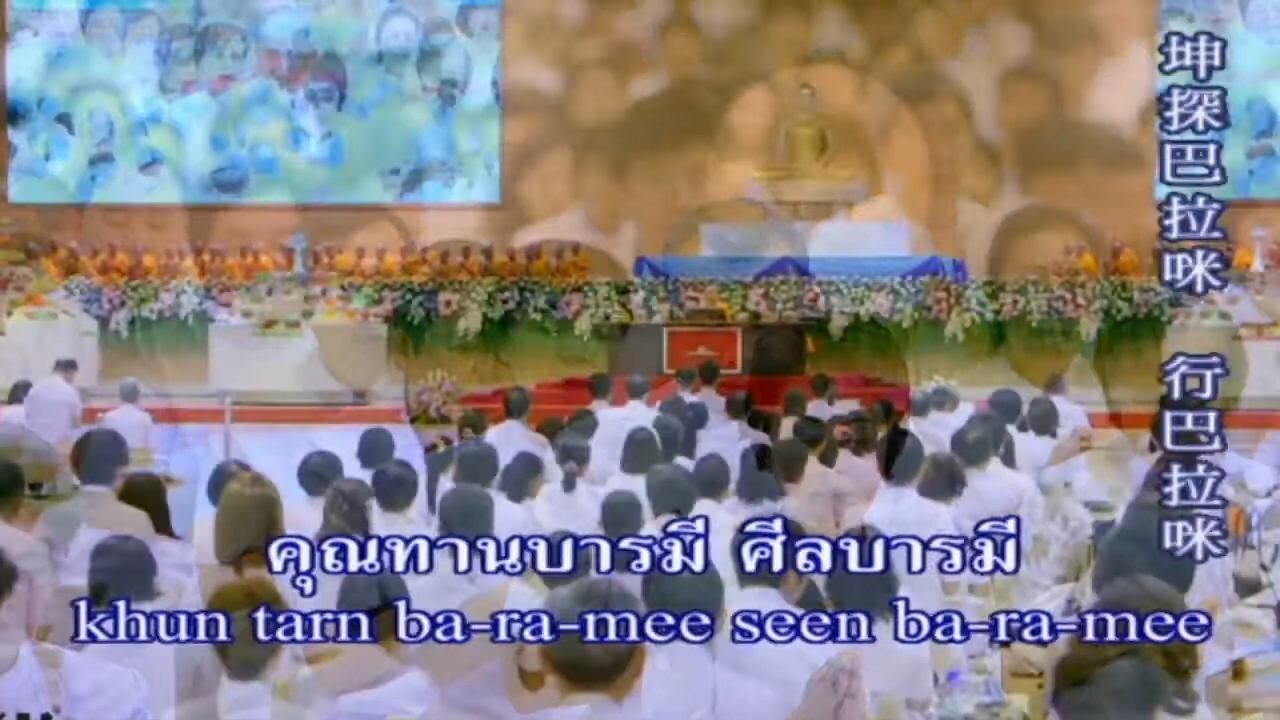 坤探巴拉咪 行巴拉咪
คุณทานบารมี ศีลบารมี
khun tarn ba-ra-mee seen ba-ra-mee